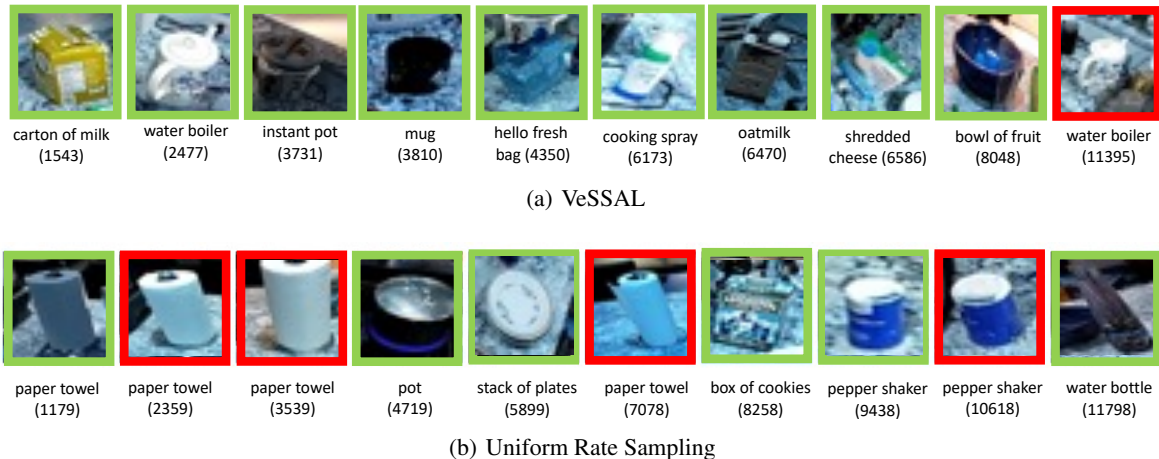 carton of milk
(1543)
water boiler
(2477)
instant pot
(3731)
mug
(3810)
hello fresh
bag (4350)
cooking spray
(6173)
oatmilk
(6470)
shredded
cheese (6586)
bowl of fruit
(8048)
water boiler
(11395)
(a) VeSSAL
paper towel
(1179)
paper towel
(2359)
paper towel
(3539)
pot
(4719)
stack of plates
(5899)
paper towel
(7078)
box of cookies
(8258)
pepper shaker
(9438)
pepper shaker
(10618)
water bottle
(11798)
(b) Uniform Rate Sampling